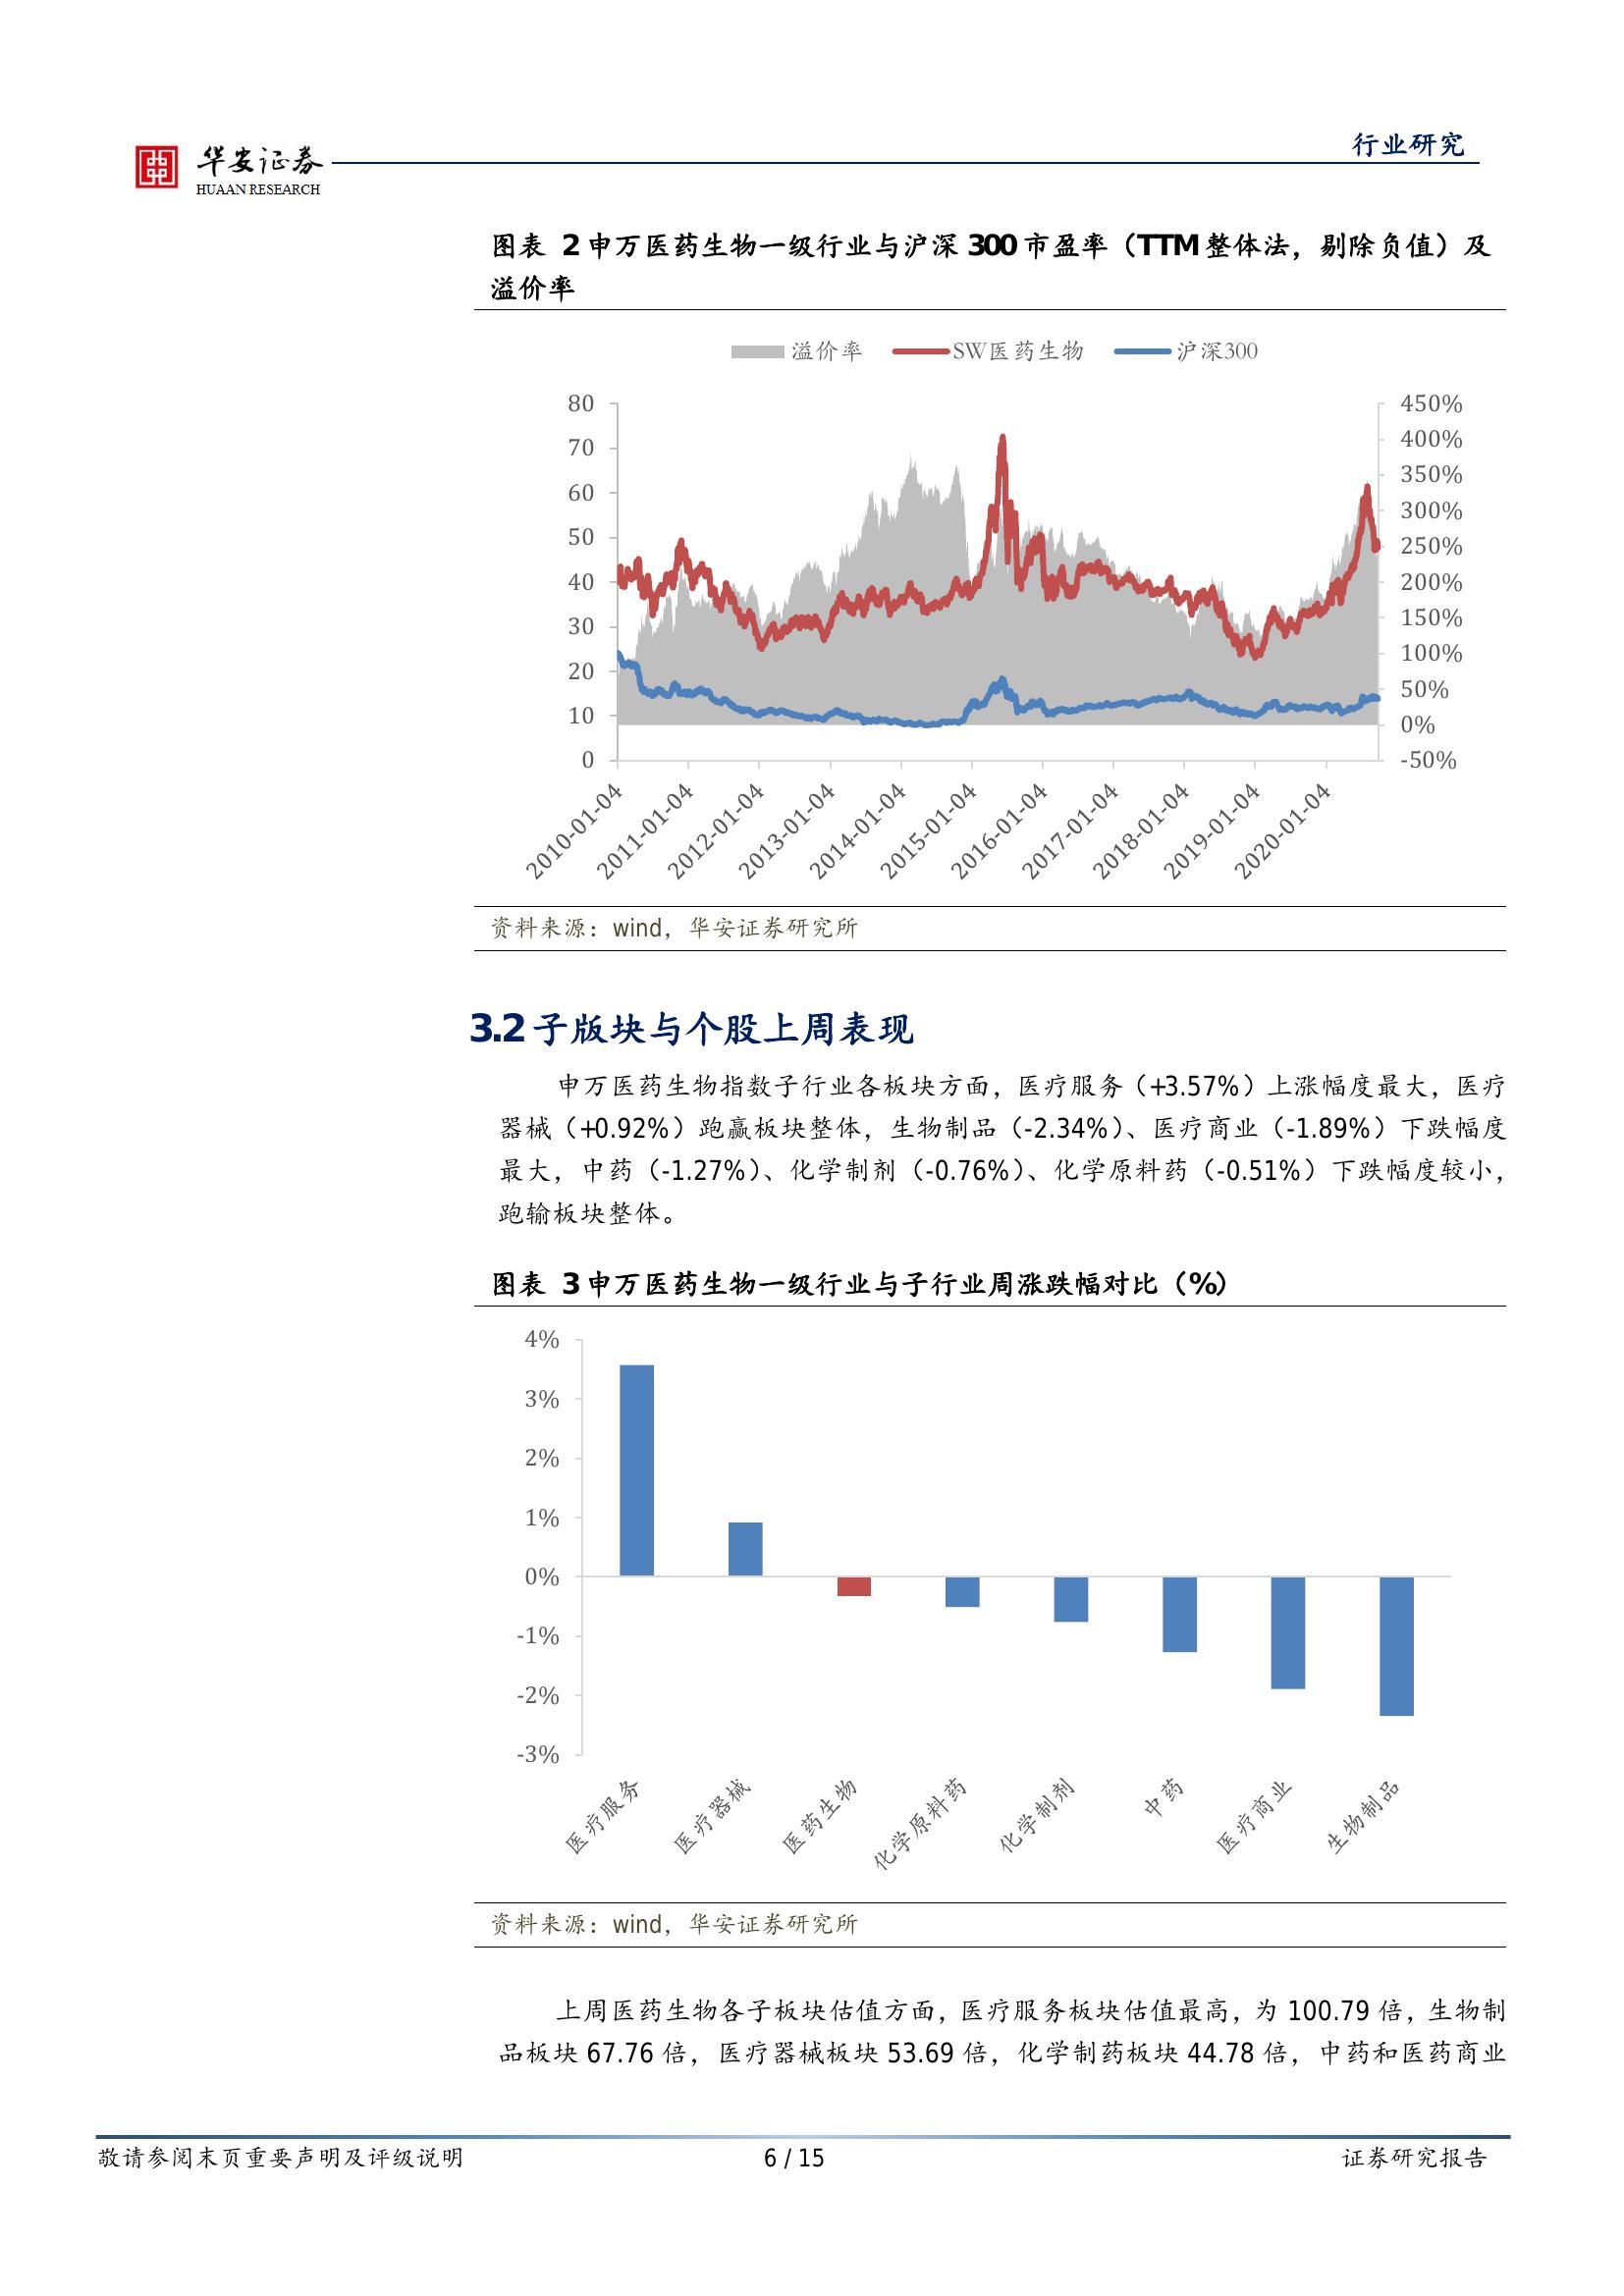 华安证券
HUAAN RESEARCH
行业研究
图表 2 申万医药生物一级行业与沪深 300 市盈率（TTM 整体法，剔除负值）及
溢价率
溢价率 SW医药生物 沪深300
80
70
60
50
40
30
20
10
0
450%
400%
350%
300%
250%
200%
150%
100%
50%
0%
-50%
2010-01-04
2011-01-04
2012-01-04
2013-01-04
2014-01-04
2015-01-04
2016-01-04
2017-01-04
2018-01-04
2019-01-04
2020-01-04
资料来源：wind，华安证券研究所
3.2 子版块与个股上周表现
申万医药生物指数子行业各板块方面，医疗服务（+3.57%）上涨幅度最大，医疗
器械（+0.92%）跑赢板块整体，生物制品（-2.34%）、医疗商业（-1.89%）下跌幅度
最大，中药（-1.27%）、化学制剂（-0.76%）、化学原料药（-0.51%）下跌幅度较小，
跑输板块整体。
图表 3 申万医药生物一级行业与子行业周涨跌幅对比（%）
4%
3%
2%
1%
0%
-1%
-2%
-3%
医疗服务
医疗器械
医药生物
化学原料药
化学制剂
中药
医疗商业
生物制品
资料来源：wind，华安证券研究所
上周医药生物各子板块估值方面，医疗服务板块估值最高，为 100.79 倍，生物制
品板块 67.76 倍，医疗器械板块 53.69 倍，化学制药板块 44.78 倍，中药和医药商业
敬请参阅末页重要声明及评级说明
6 / 15
证券研究报告